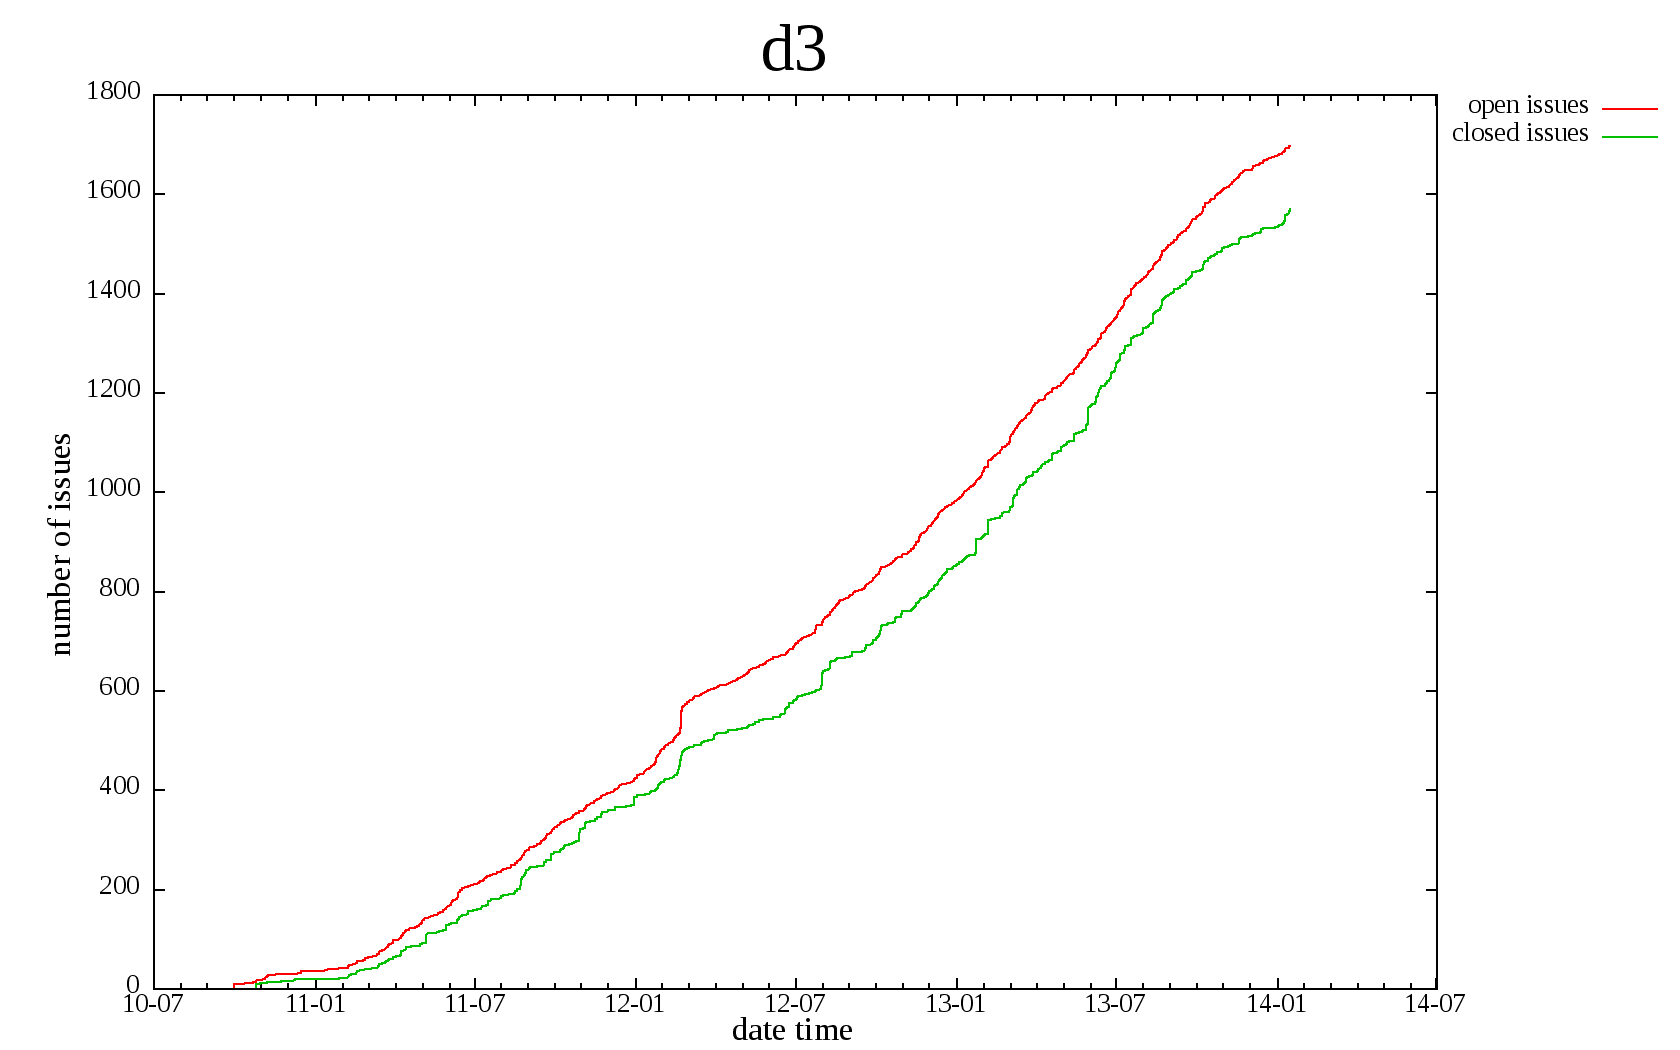 d3
open issues
closed issues
number of issues
1800
1600
1400
1200
1000
800
600
400
200
0
10-07 11-01 11-07 12-01 12-07 13-01 13-07 14-01 14-07
date time